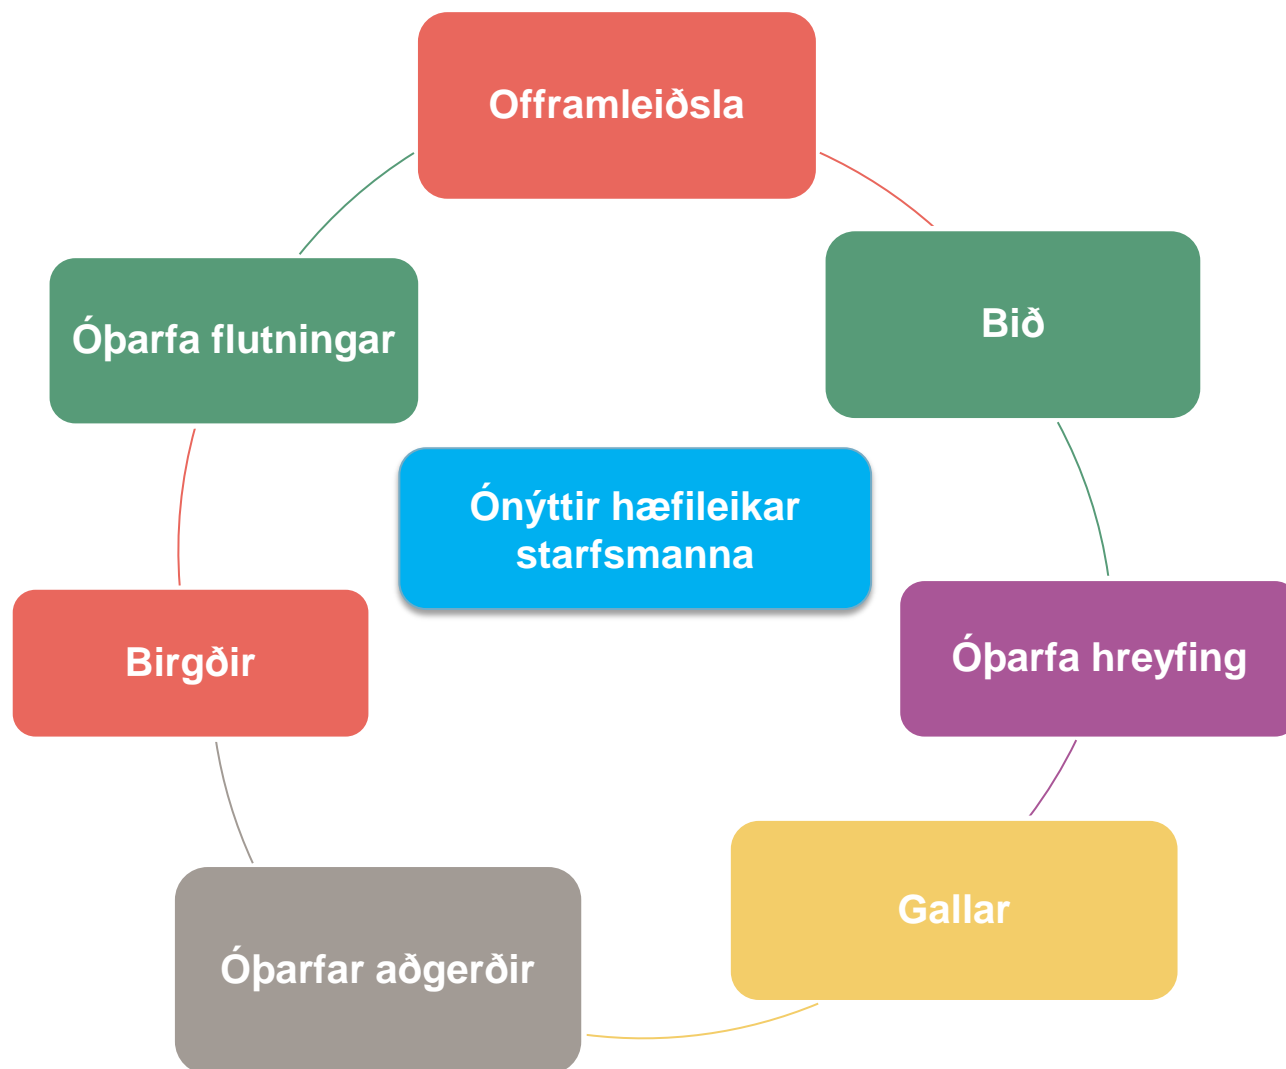 Offramleiðsla
Bið
Óþarfa flutningar
Ónýttir hæfileikar
starfsmanna
Óþarfa hreyfing
Birgðir
Gallar
Óþarfar aðgerðir